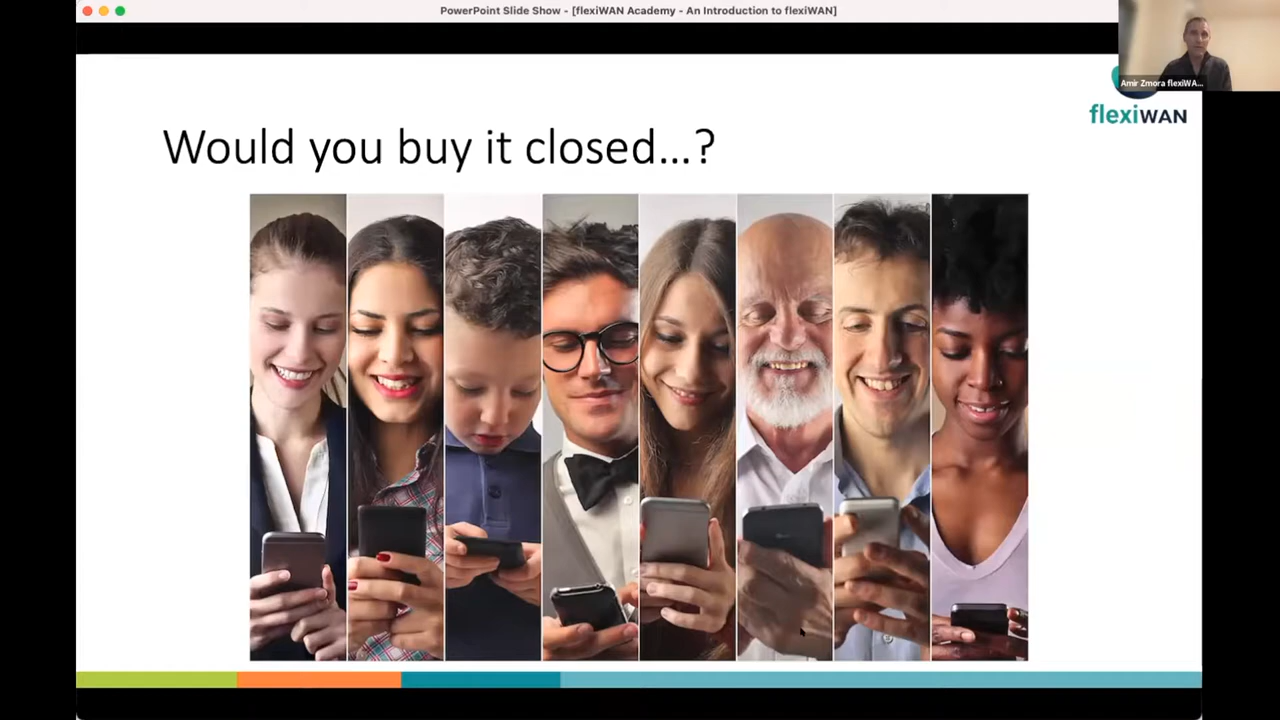 PowerPoint Slide Show - [flexiWAN Academy - An Introduction to flexiWAN]
Amir Zmora flexiWA...
flexiWAN
Would you buy it closed...?